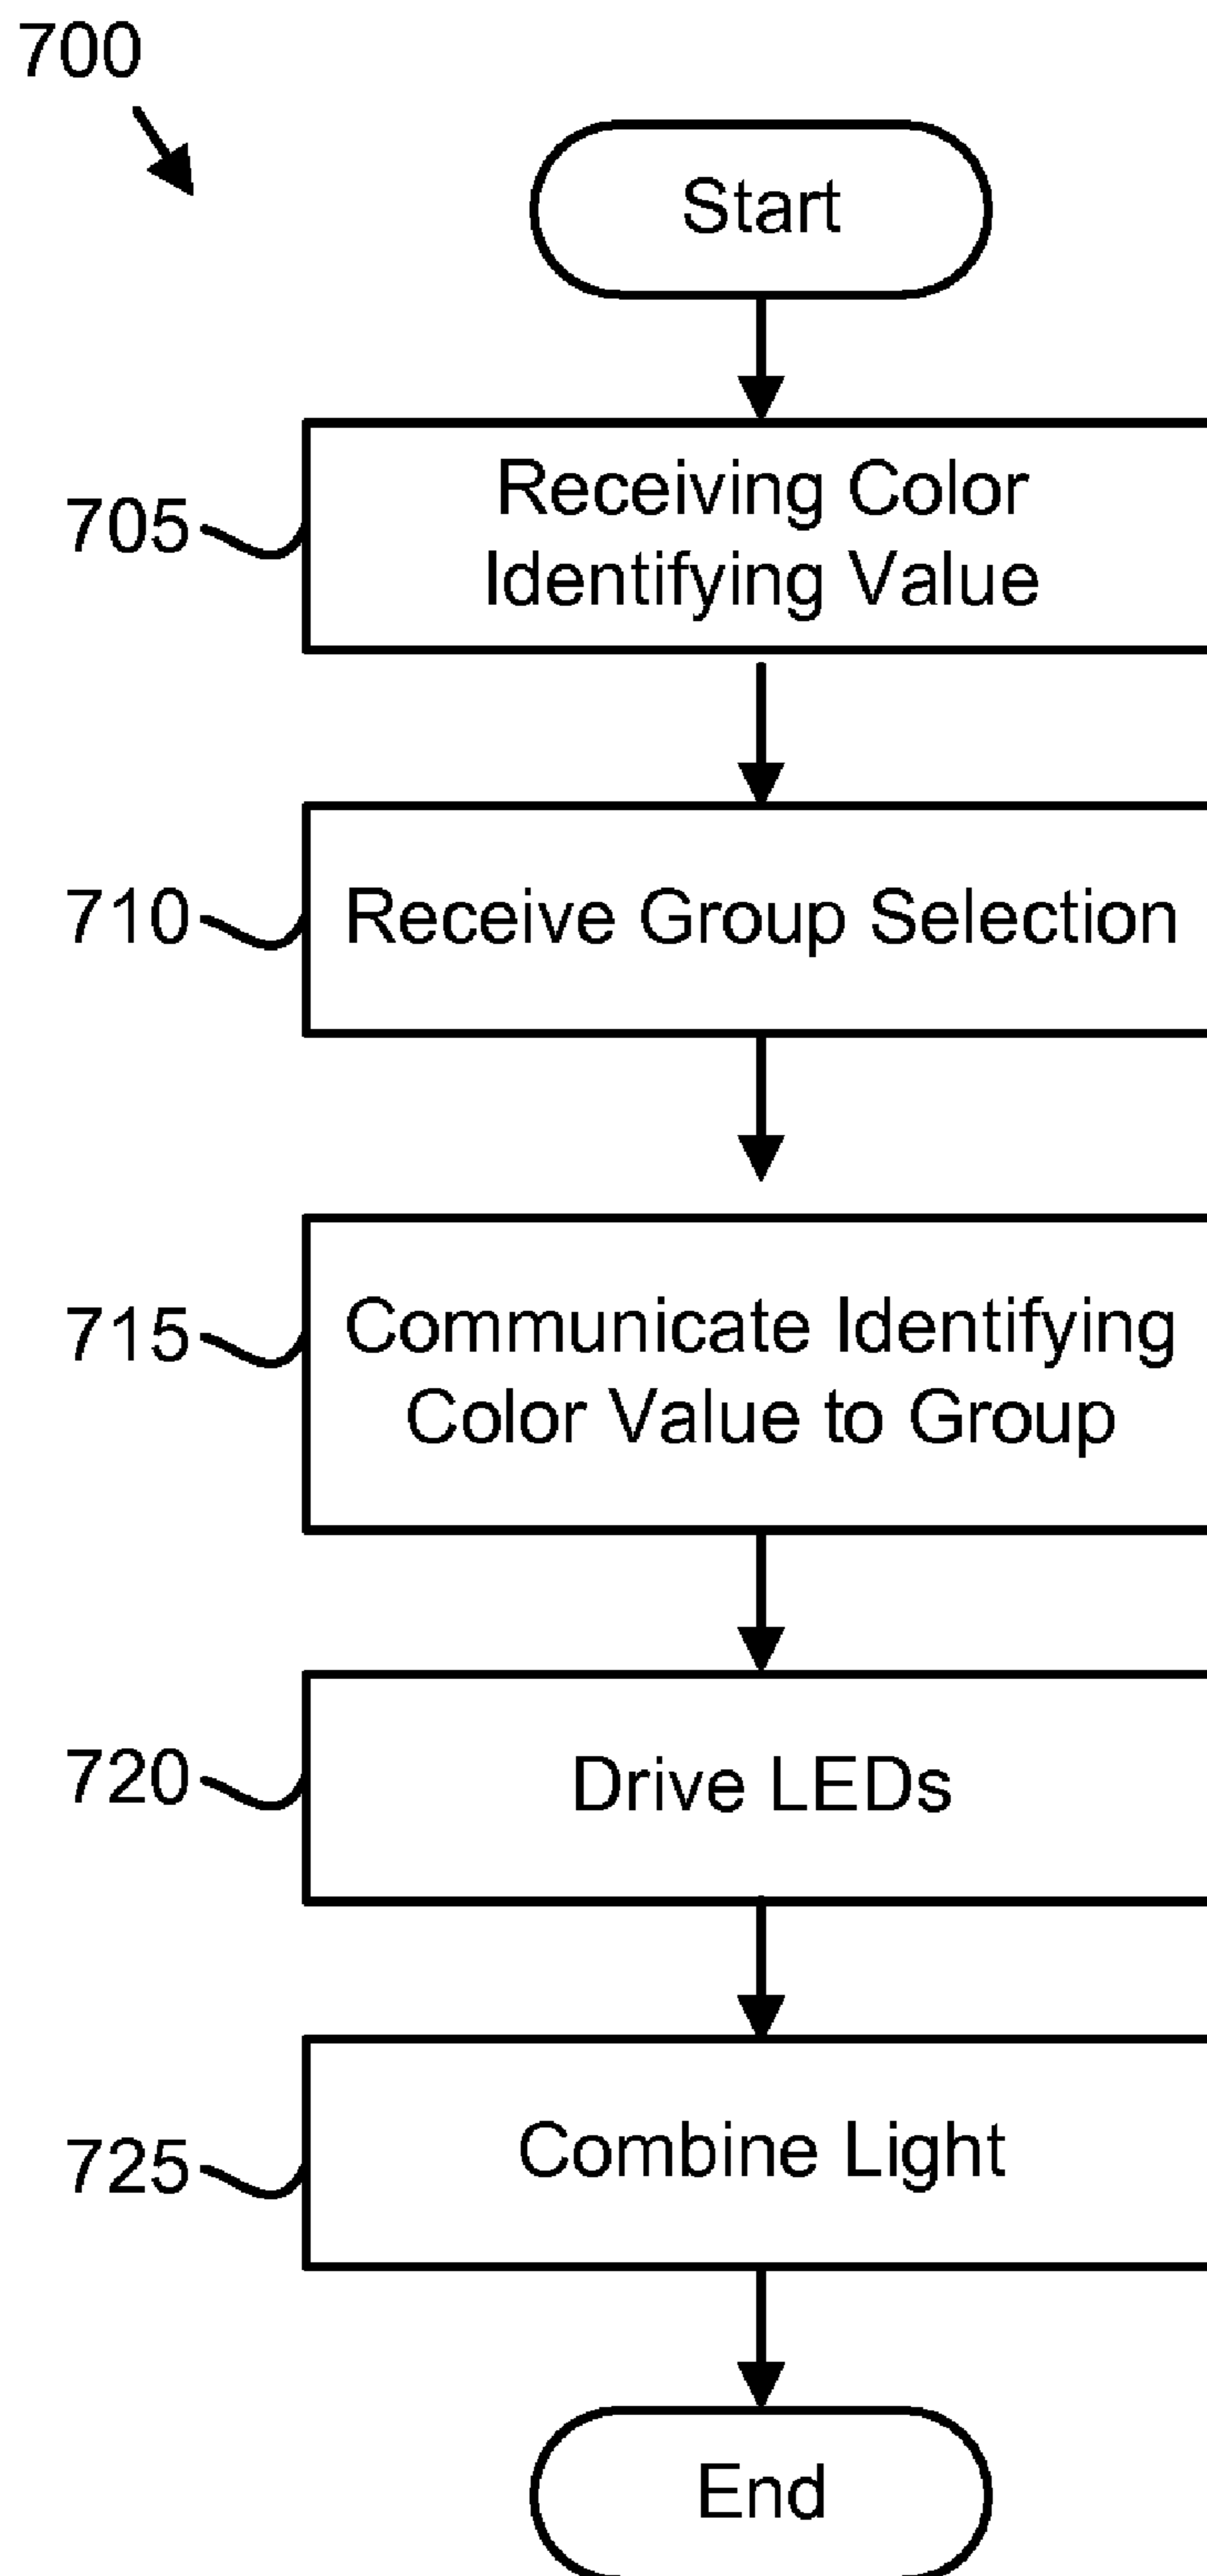 700
Start
705
Receiving Color
Identifying Value
710
Receive Group Selection
715
Communicate Identifying
Color Value to Group
720
Drive LEDs
725
Combine Light
End